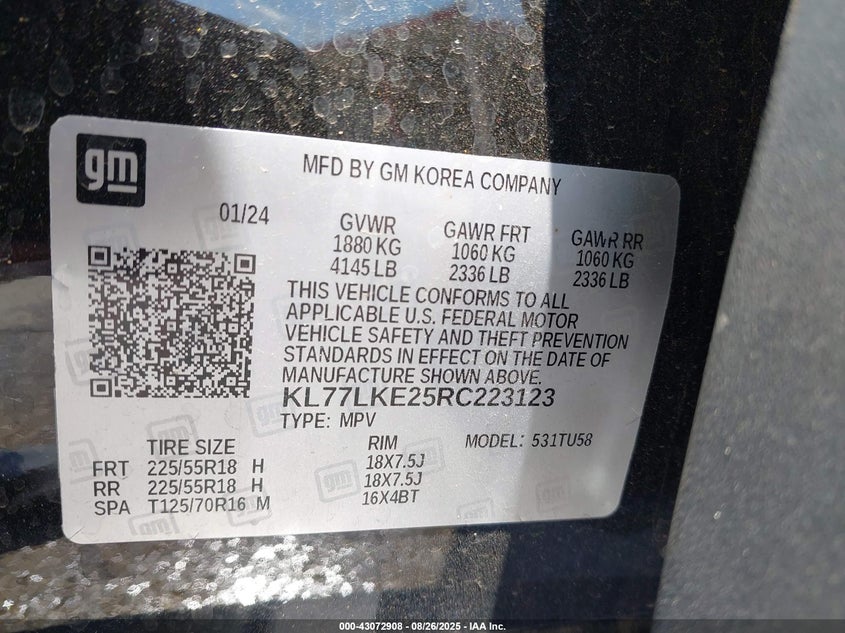 gm
MFD BY GM KOREA COMPANY
01/24
GVWR
1880 KG
4145 LB
GAWR FRT
1060 KG
2336 LB
GAWR RR
1060 KG
2336 LB
THIS VEHICLE CONFORMS TO ALL
APPLICABLE U.S. FEDERAL MOTOR
VEHICLE SAFETY AND THEFT PREVENTION
STANDARDS IN EFFECT ON THE DATE OF
MANUFACTURE SHOWN ABOVE.
KL77LKE25RC223123
TYPE: MPV
MODEL: 531TU58
TIRE SIZE RIM
FRT 225/55R18 H 18X7.5J
RR 225/55R18 H 18X7.5J
SPA T125/70R16 M 16X4BT
000-43072908 - 08/26/2025 - IAA Inc.